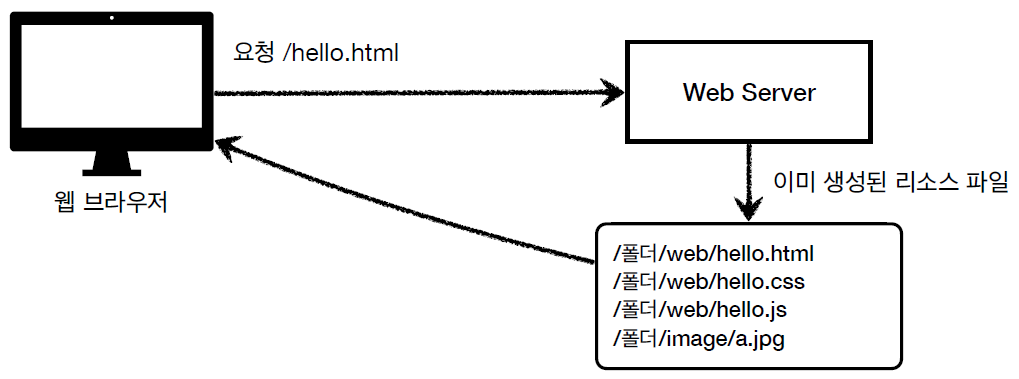 요청 /hello.html
Web Server
웹 브라우저
이미 생성된 리소스 파일
/폴더/web/hello.html
/폴더/web/hello.css
/폴더/web/hello.js
/폴더/image/a.jpg